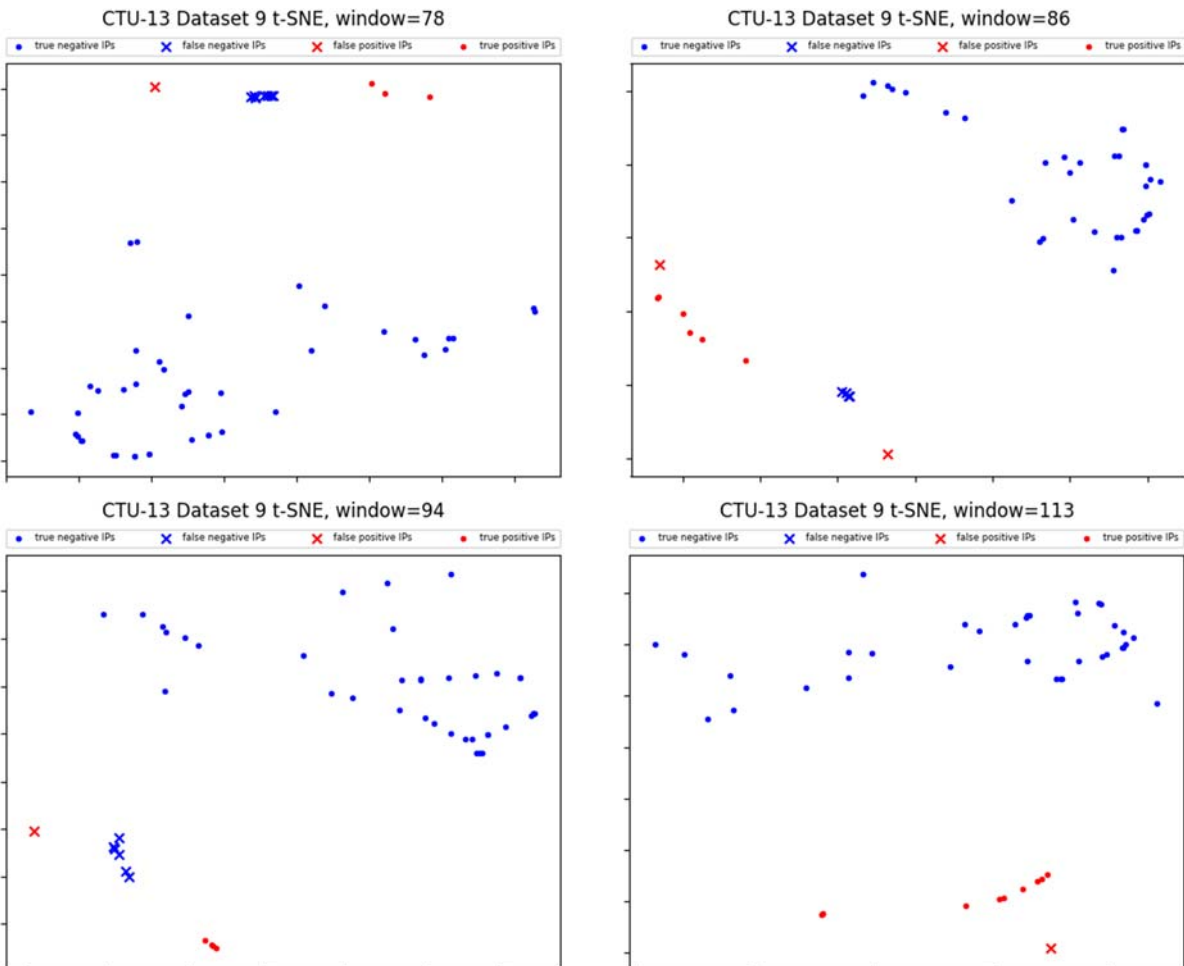 CTU-13 Dataset 9 t-SNE, window=78
true negative IPs false negative IPs false positive IPs true positive IPs
CTU-13 Dataset 9 t-SNE, window=86
true negative IPs false negative IPs false positive IPs true positive IPs
CTU-13 Dataset 9 t-SNE, window=94
true negative IPs false negative IPs false positive IPs true positive IPs
CTU-13 Dataset 9 t-SNE, window=113
true negative IPs false negative IPs false positive IPs true positive IPs